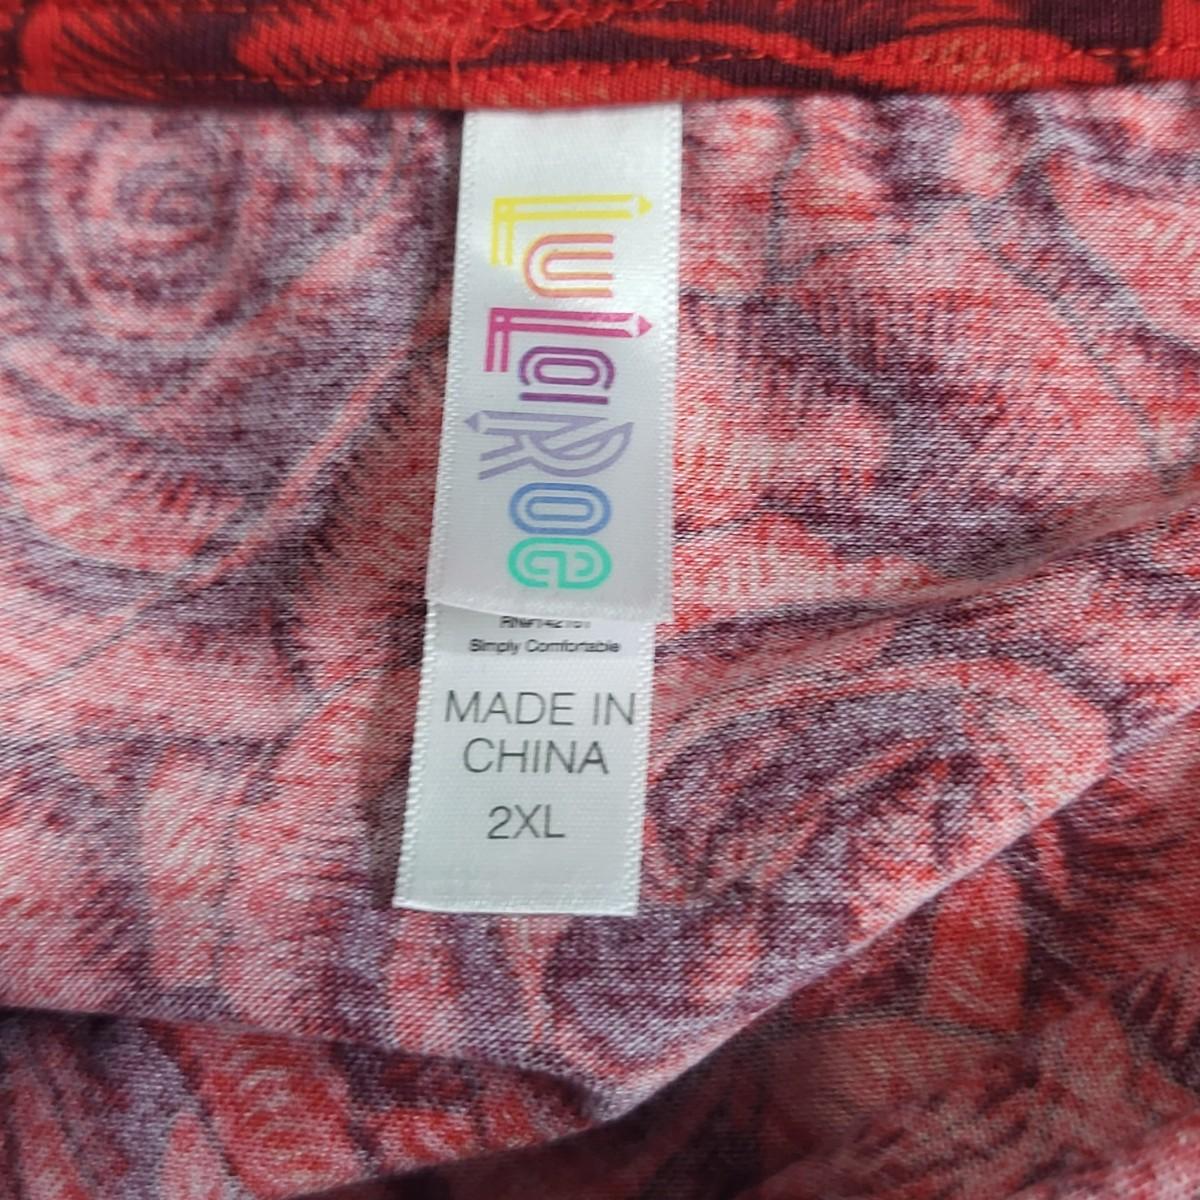 LuLaRoe
Simply Comfortable
MADE IN
CHINA
2XL